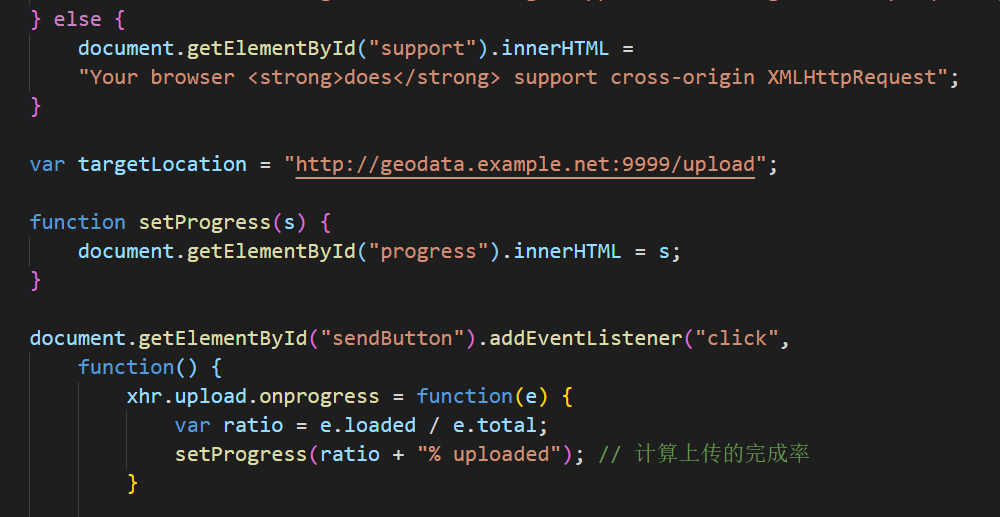 } else {
document.getElementById("support").innerHTML =
"Your browser <strong>does</strong> support cross-origin XMLHttpRequest";
}
var targetLocation = "http://geodata.example.net:9999/upload";
function setProgress(s) {
document.getElementById("progress").innerHTML = s;
}
document.getElementById("sendButton").addEventListener("click",
function() {
xhr.upload.onprogress = function(e) {
var ratio = e.loaded / e.total;
setProgress(ratio + "% uploaded"); // 计算上传的完成率
}